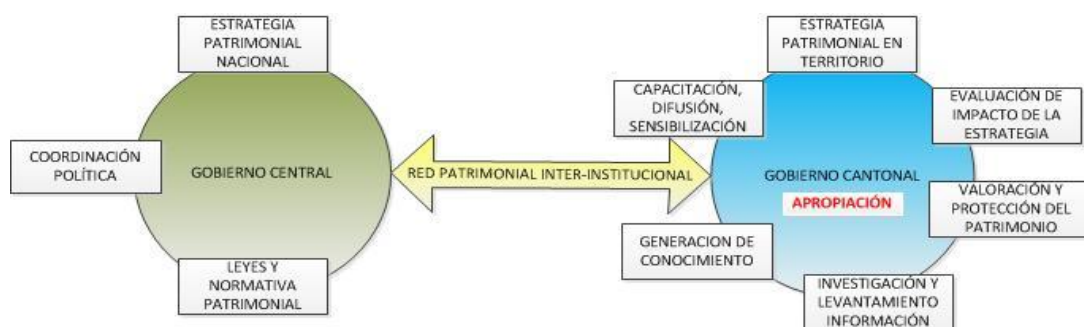 ESTRATEGIA
PATRIMONIAL
NACIONAL
COORDINACIÓN
POLÍTICA
GOBIERNO CENTRAL
LEYES Y
NORMATIVA
PATRIMONIAL
RED PATRIMONIAL INTER-INSTITUCIONAL
ESTRATEGIA
PATRIMONIAL EN
TERRITORIO
CAPACITACIÓN,
DIFUSIÓN,
SENSIBILIZACIÓN
EVALUACIÓN DE
IMPACTO DE LA
ESTRATEGIA
GOBIERNO CANTONAL
APROPIACIÓN
VALORACIÓN Y
PROTECCIÓN DEL
PATRIMONIO
GENERACION DE
CONOCIMIENTO
INVESTIGACIÓN Y
LEVANTAMIENTO
INFORMACIÓN